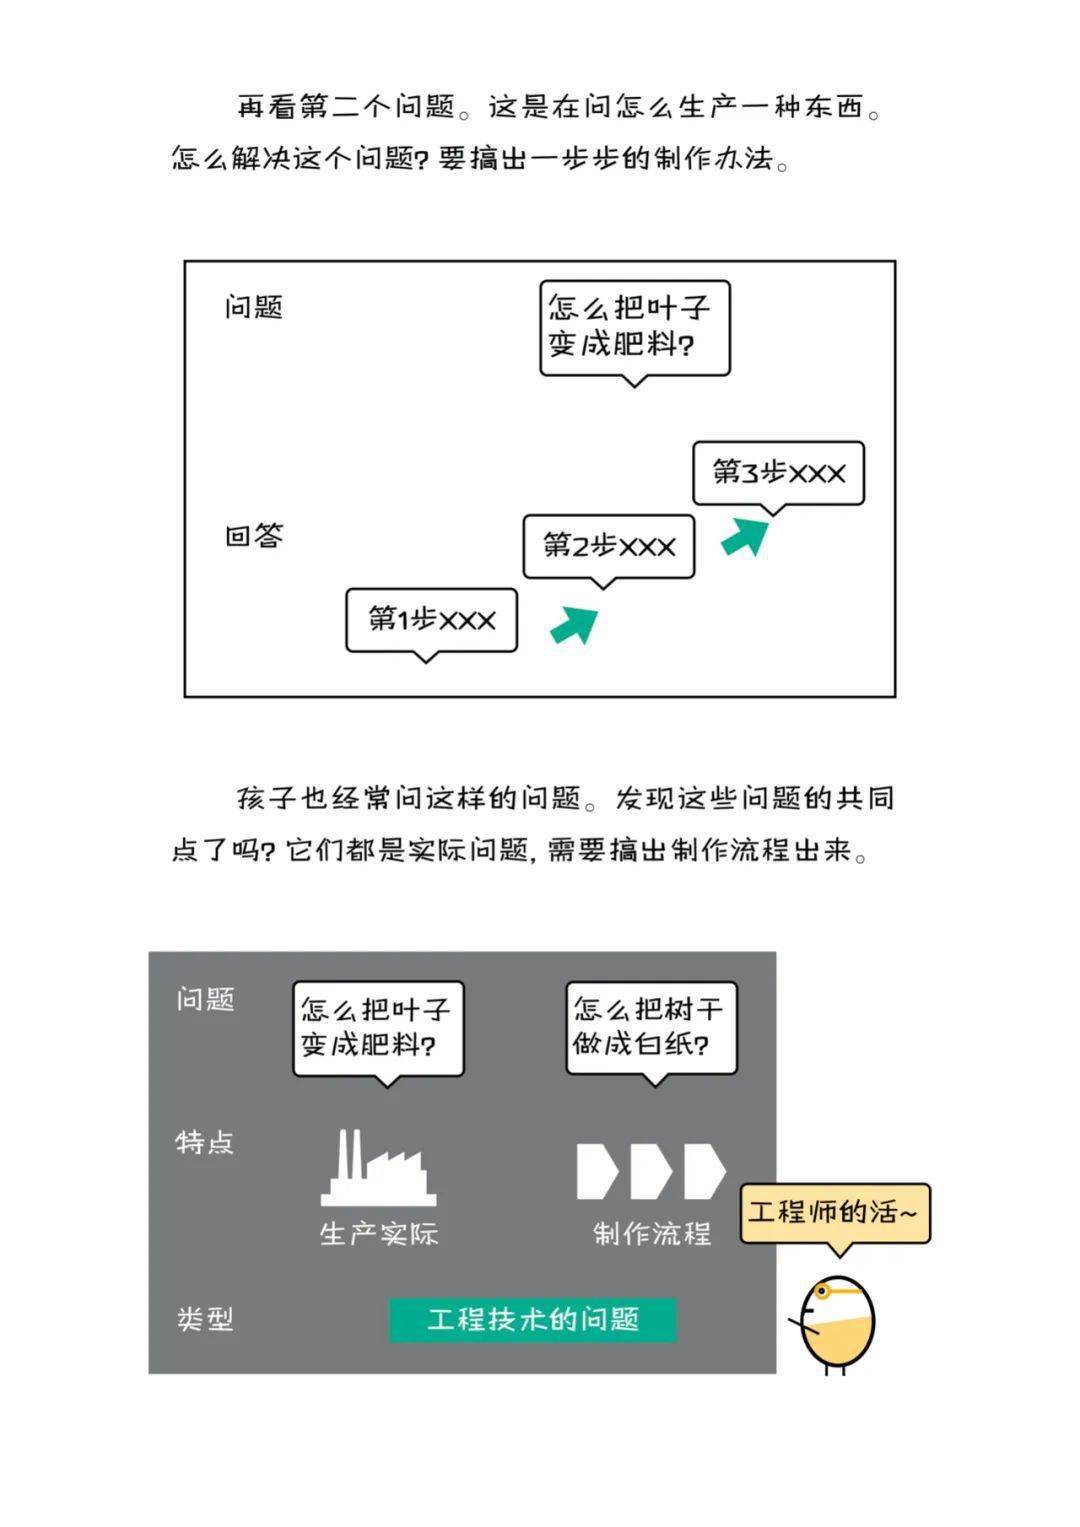 再看第二个问题。这是在问怎么生产一种东西。
怎么解决这个问题?要搞出一步步的制作办法。
问题
怎么把叶子
变成肥料?
第3步XXX
回答
第2步XXX
第1步XXX
孩子也经常问这样的问题。发现这些问题的共同
点了吗?它们都是实际问题,需要搞出制作流程出来。
问题
怎么把叶子
变成肥料?
怎么把树干
做成白纸?
特点
生产实际
制作流程
工程师的活~
类型
工程技术的问题